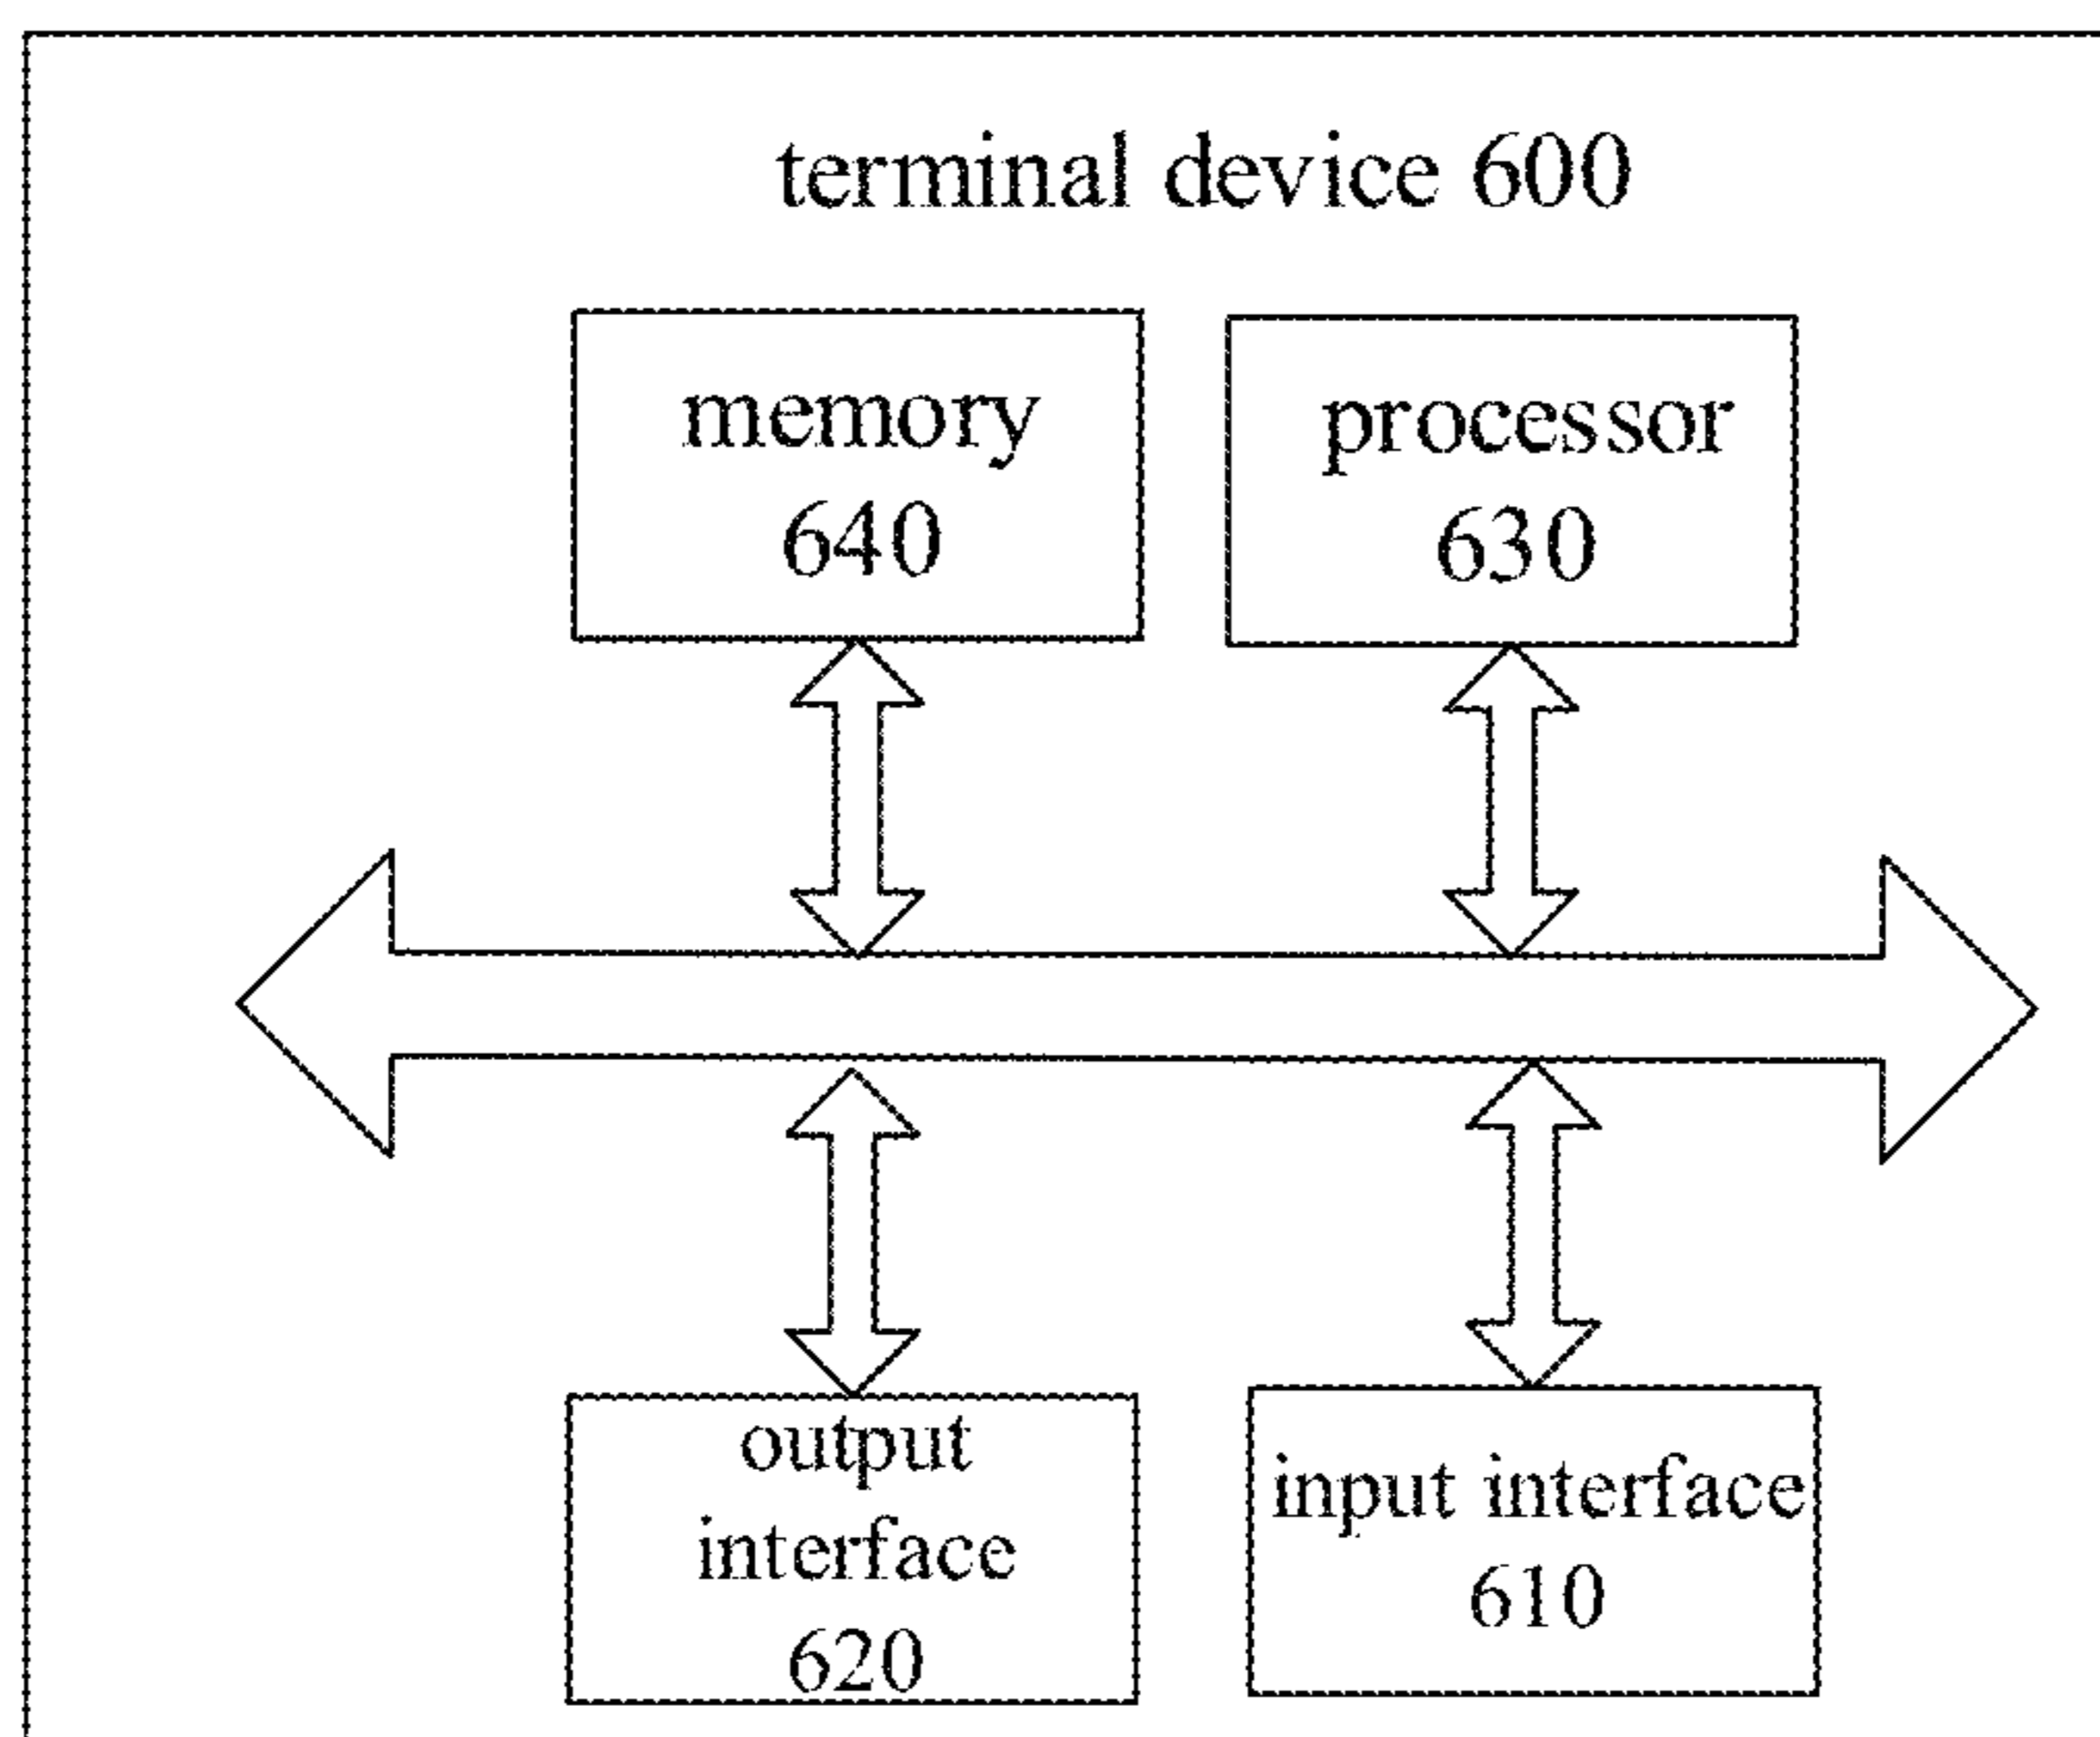 terminal device 600
memory
640
processor
630
output
interface
620
input interface
610